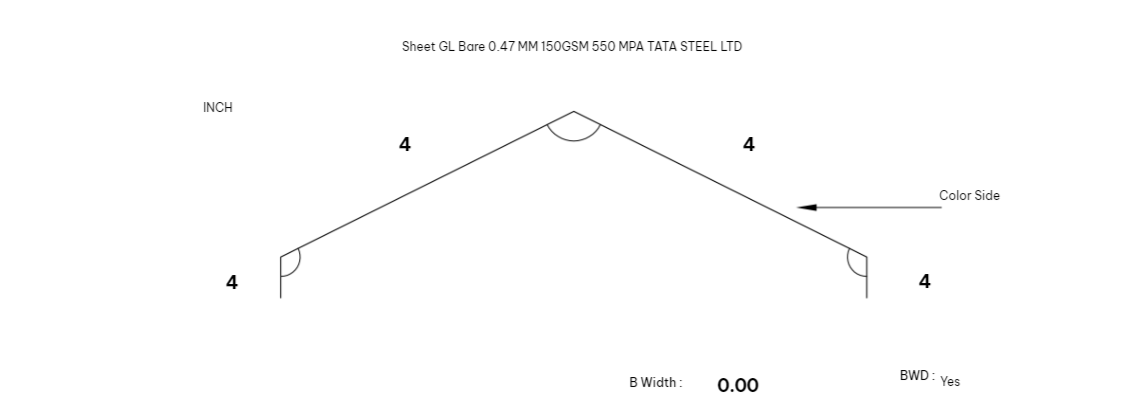 Sheet GL Bare 0.47 MM 150GSM 550 MPA TATA STEEL LTD
INCH
4
4
Color Side
4
4
B Width :
0.00
BWD :
Yes